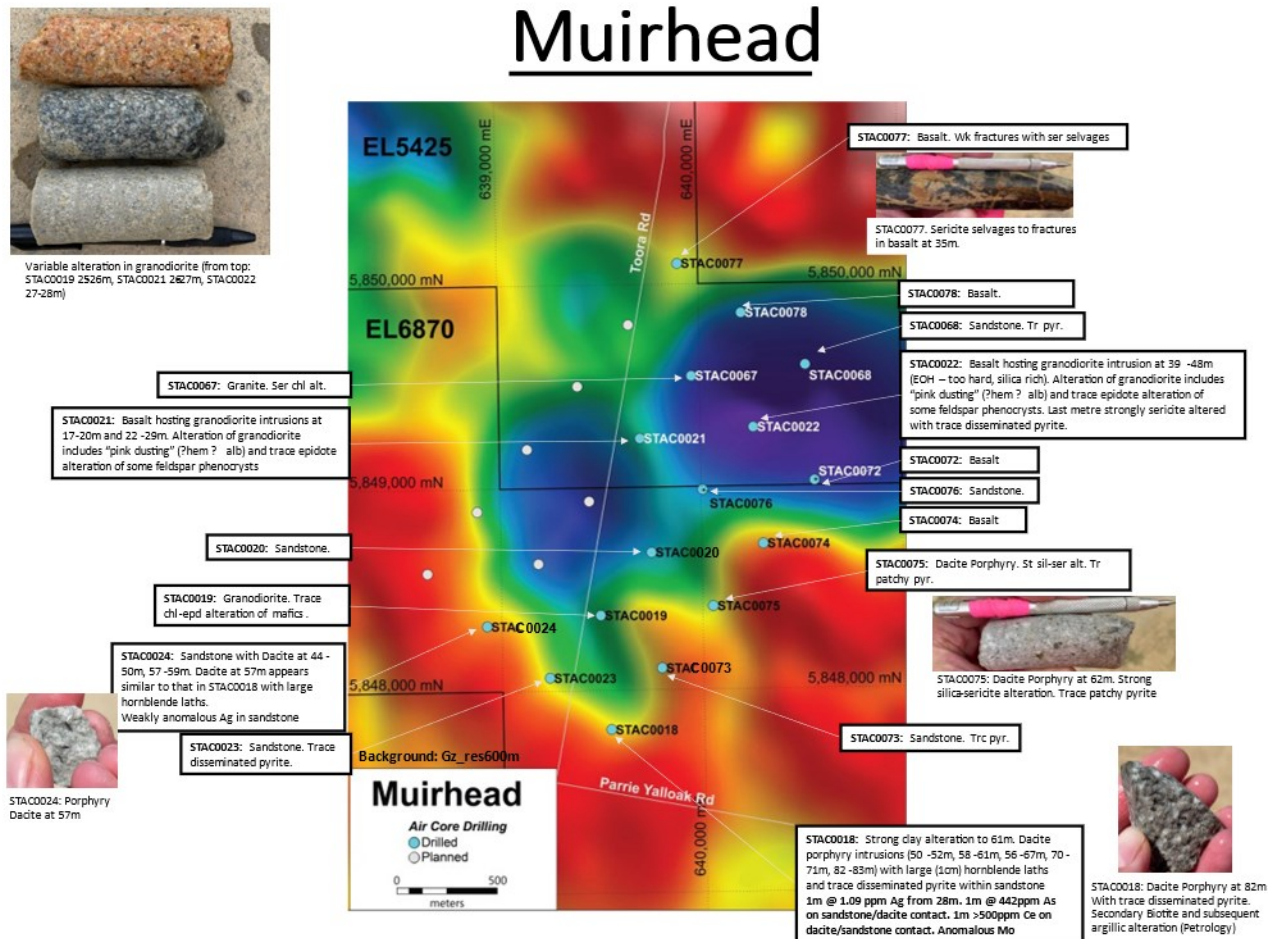 Muirhead
Variable alteration in granodiorite (from top:
STAC0019 2526m, STAC0021 2627m, STAC0022
27-28m)
EL5425
EL6870
639,000 mE
640,000 mE
Toora Rd
5,850,000 mN
5,850,000 mN
5,849,000 mN
5,848,000 mN
5,848,000 mN
640,000 mN
Parrie Yalloak Rd
STAC0077
STAC0078
STAC0067
STAC0068
STAC0021
STAC0022
STAC0072
STAC0076
STAC0020
STAC0074
STAC0019
STAC0075
STAC0024
STAC0023
STAC0073
STAC0018
STAC0077: Basalt. Wk fractures with ser selvages
STAC0077. Sericite selvages to fractures
in basalt at 35m.
STAC0078: Basalt.
STAC0068: Sandstone. Tr pyr.
STAC0022: Basalt hosting granodiorite intrusion at 39 -48m
(EOH – too hard, silica rich). Alteration of granodiorite includes
"pink dusting" (?hem ? alb) and trace epidote alteration of
some feldspar phenocrysts. Last metre strongly sericite altered
with trace disseminated pyrite.
STAC0072: Basalt
STAC0076: Sandstone.
STAC0074: Basalt
STAC0075: Dacite Porphyry. St sil-ser alt. Tr
patchy pyr.
STAC0075: Dacite Porphyry at 62m. Strong
silica-sericite alteration. Trace patchy pyrite
STAC0073: Sandstone. Trc pyr.
STAC0067: Granite. Ser chl alt.
STAC0021: Basalt hosting granodiorite intrusions at
17-20m and 22 -29m. Alteration of granodiorite
includes "pink dusting" (?hem ? alb) and trace epidote
alteration of some feldspar phenocrysts
STAC0020: Sandstone.
STAC0019: Granodiorite. Trace
chl-epd alteration of mafics .
STAC0024: Sandstone with Dacite at 44 -
50m, 57 -59m. Dacite at 57m appears
similar to that in STAC0018 with large
hornblende laths.
Weakly anomalous Ag in sandstone
STAC0023: Sandstone. Trace
disseminated pyrite.
STAC0024: Porphyry
Dacite at 57m
Background: Gz_res600m
Muirhead
Air Core Drilling
Drilled
Planned
0 500
meters
STAC0018: Strong clay alteration to 61m. Dacite
porphyry intrusions (50 -52m, 58 -61m, 56 -67m, 70 -
71m, 82 -83m) with large (1cm) hornblende laths
and trace disseminated pyrite within sandstone
1m @ 1.09 ppm Ag from 28m. 1m @ 442ppm As
on sandstone/dacite contact. 1m >500ppm Ce on
dacite/sandstone contact. Anomalous Mo
STAC0018: Dacite Porphyry at 82m
With trace disseminated pyrite.
Secondary Biotite and subsequent
argillic alteration (Petrology)